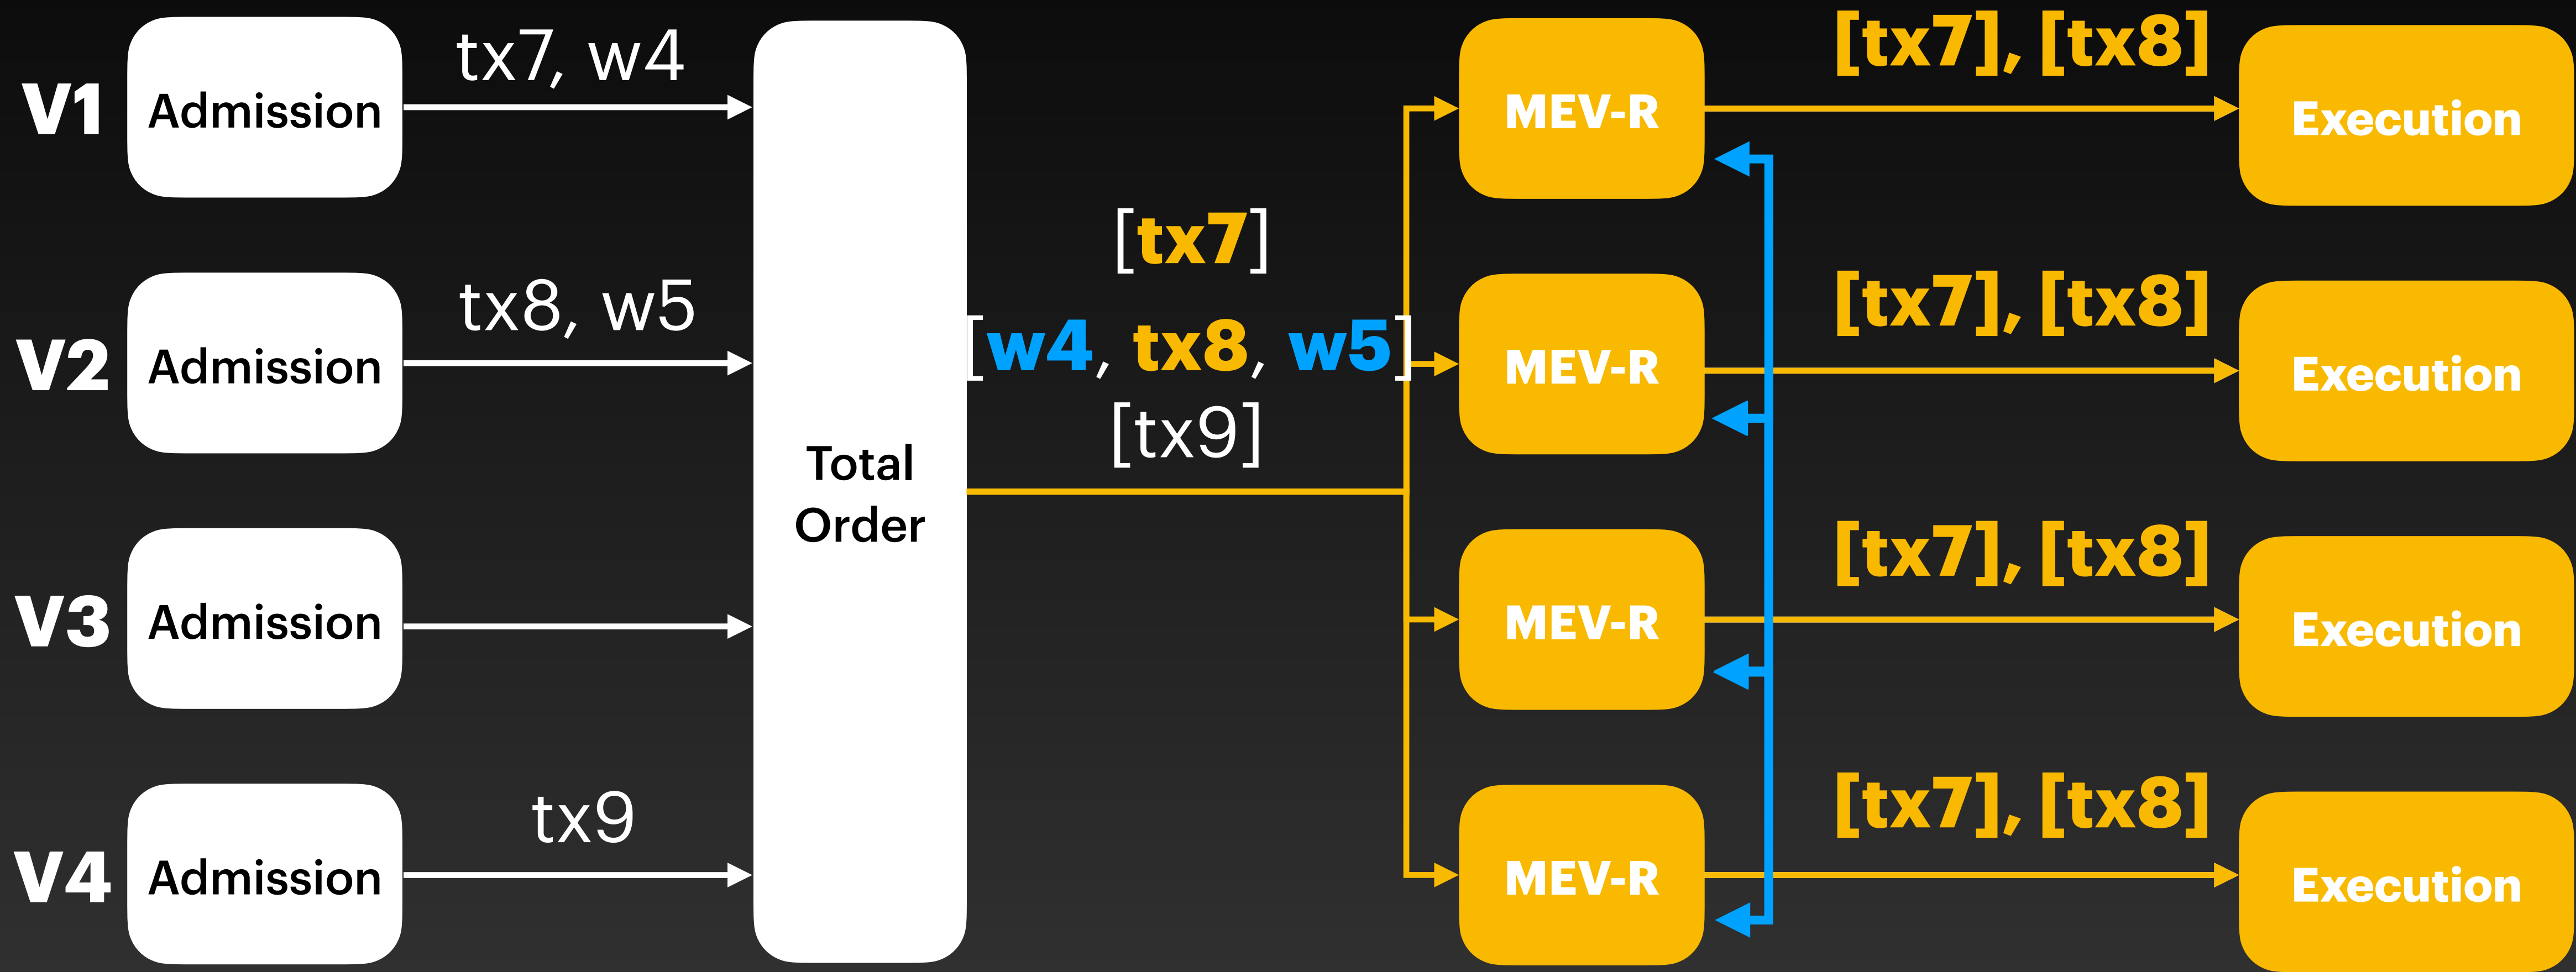 V1
Admission
tx7, w4
MEV-R
[tx7], [tx8]
Execution
V2
Admission
tx8, w5
[tx7]
[w4, tx8, w5]
[tx9]
MEV-R
[tx7], [tx8]
Execution
Total
Order
V3
Admission
MEV-R
[tx7], [tx8]
Execution
V4
Admission
tx9
MEV-R
[tx7], [tx8]
Execution